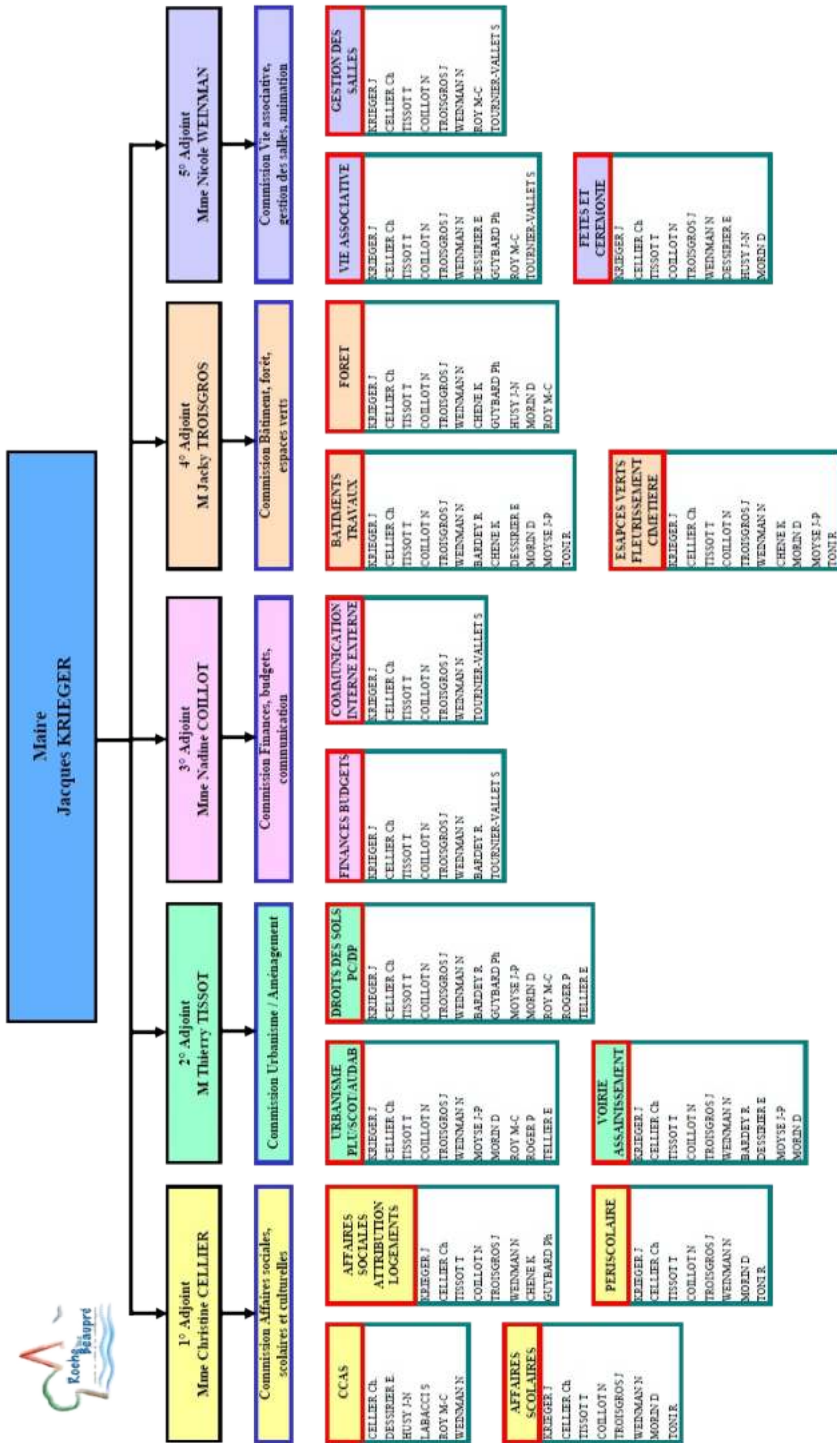 Roche lez Beaupré
Maire
Jacques KRIEGER
1° Adjoint
Mme Christine CELLIER
2° Adjoint
M Thierry TISSOT
3° Adjoint
Mme Nadine COILLOT
4° Adjoint
M Jacky TROISGROS
5° Adjoint
Mme Nicole WEINMAN
Commission Affaires sociales,
scolaires et culturelles
Commission Urbanisme / Aménagement
Commission Finances, budgets,
communication
Commission Bâtiment, forêt,
espaces verts
Commission Vie associative,
gestion des salles, animation
CCAS
CELLIER Ch
DESSIRIER E.
HUSY J-N
LABACCI S
ROY M-C
WEINMAN N
AFFAIRES
SOCIALES
ATTRIBUTION
LOGEMENTS
KRIEGER J
CELLIER Ch
TISSOT T
COILLOT N
TROISGROS J
WEINMAN N
CHENE K
GUYBARD Ph
AFFAIRES
SCOLAIRES
KRIEGER J
CELLIER Ch
TISSOT T
COILLOT N
TROISGROS J
WEINMAN N
MORIN D
TONI R
PERISCOLAIRE
KRIEGER J
CELLIER Ch
TISSOT T
COILLOT N
TROISGROS J
WEINMAN N
MORIN D
TONI R
URBANISME
PLU/SCOT/AUDAB
KRIEGER J
CELLIER Ch
TISSOT T
COILLOT N
TROISGROS J
WEINMAN N
MOYSE J-P
MORIN D
ROY M-C
ROGER P
TELLIER E
DROITS DES SOLS
PC/DP
KRIEGER J
CELLIER Ch
TISSOT T
COILLOT N
TROISGROS J
WEINMAN N
BARDEY R
GUYBARD Ph
MOYSE J-P
MORIN D
ROY M-C
ROGER P
TELLIER E
VOIRIE
ASSAINISSEMENT
KRIEGER J
CELLIER Ch
TISSOT T
COILLOT N
TROISGROS J
WEINMAN N
BARDEY R
DESSIRIER E
MOYSE J-P
MORIN D
FINANCES BUDGETS
KRIEGER J
CELLIER Ch
TISSOT T
COILLOT N
TROISGROS J
WEINMAN N
BARDEY R
TOURNIER-VALLET S
COMMUNICATION
INTERNE EXTERNE
KRIEGER J
CELLIER Ch
TISSOT T
COILLOT N
TROISGROS J
WEINMAN N
TOURNIER-VALLET S
BATIMENTS
TRAVAUX
KRIEGER J
CELLIER Ch
TISSOT T
COILLOT N
TROISGROS J
WEINMAN N
BARDEY R
CHENE K
DESSIRIER E
MORIN D
MOYSE J-P
TONI R
FORET
KRIEGER J
CELLIER Ch
TISSOT T
COILLOT N
TROISGROS J
WEINMAN N
CHENE K
GUYBARD Ph
HUSY J-N
MORIN D
ROY M-C
ESAPCES VERTS
FLEURISSEMENT
CIMETIERE
KRIEGER J
CELLIER Ch
TISSOT T
COILLOT N
TROISGROS J
WEINMAN N
CHENE K
MORIN D
MOYSE J-P
TONI R
VIE ASSOCIATIVE
KRIEGER J
CELLIER Ch
TISSOT T
COILLOT N
TROISGROS J
WEINMAN N
DESSIRIER E
GUYBARD Ph
ROY M-C
TOURNIER-VALLET S
GESTION DES
SALLES
KRIEGER J
CELLIER Ch
TISSOT T
COILLOT N
TROISGROS J
WEINMAN N
ROY M-C
TOURNIER-VALLET S
FETES ET
CEREMONIE
KRIEGER J
CELLIER Ch
TISSOT T
COILLOT N
TROISGROS J
WEINMAN N
DESSIRIER E
HUSY J-N
MORIN D